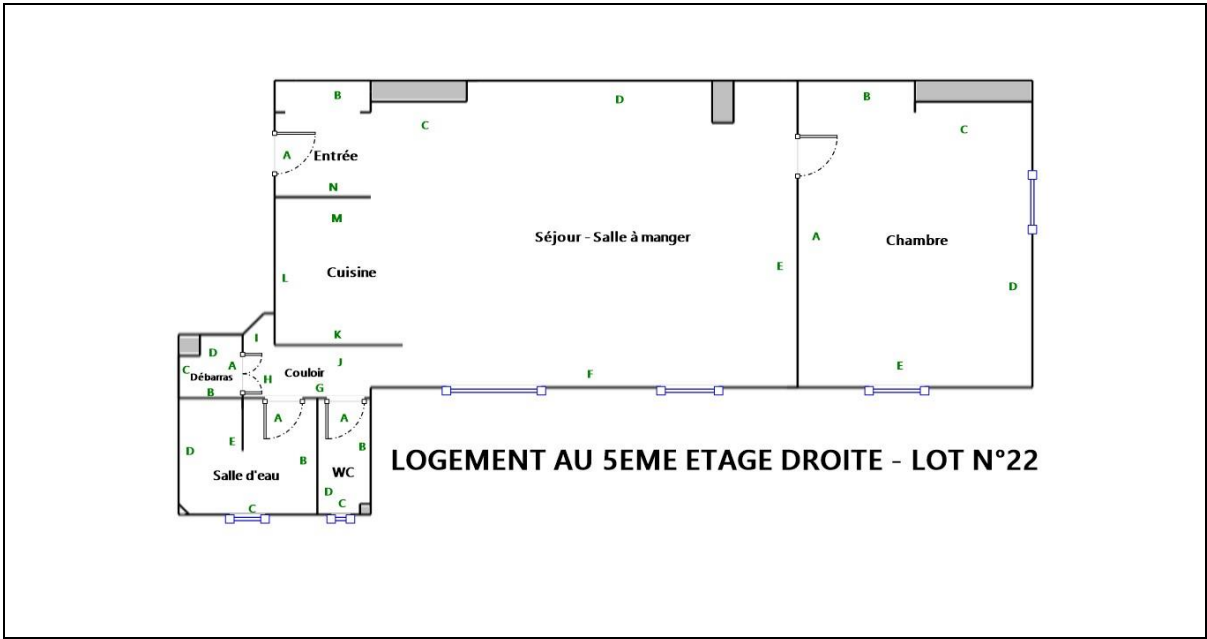 B
D
B
C
C
A
Entrée
N
M
Séjour - Salle à manger
A
Chambre
E
Cuisine
L
D
K
I
D
J
E
C
A
Débarras
H
Couloir
F
B
G
A
A
E
D
B
B
LOGEMENT AU 5EME ETAGE DROITE - LOT N°22
Salle d'eau
WC
D
C
C